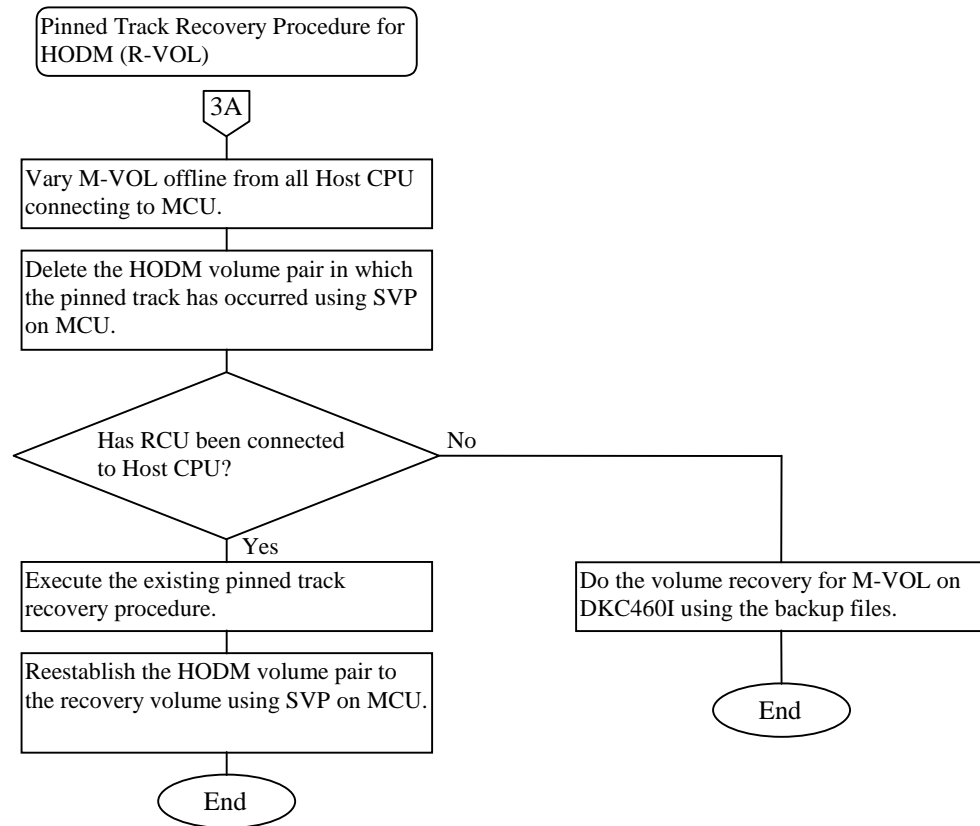 Pinned Track Recovery Procedure for
HODM (R-VOL)
3A
Vary M-VOL offline from all Host CPU
connecting to MCU.
Delete the HODM volume pair in which
the pinned track has occurred using SVP
on MCU.
Has RCU been connected
to Host CPU?
No
Yes
Execute the existing pinned track
recovery procedure.
Do the volume recovery for M-VOL on
DKC460I using the backup files.
Reestablish the HODM volume pair to
the recovery volume using SVP on MCU.
End
End